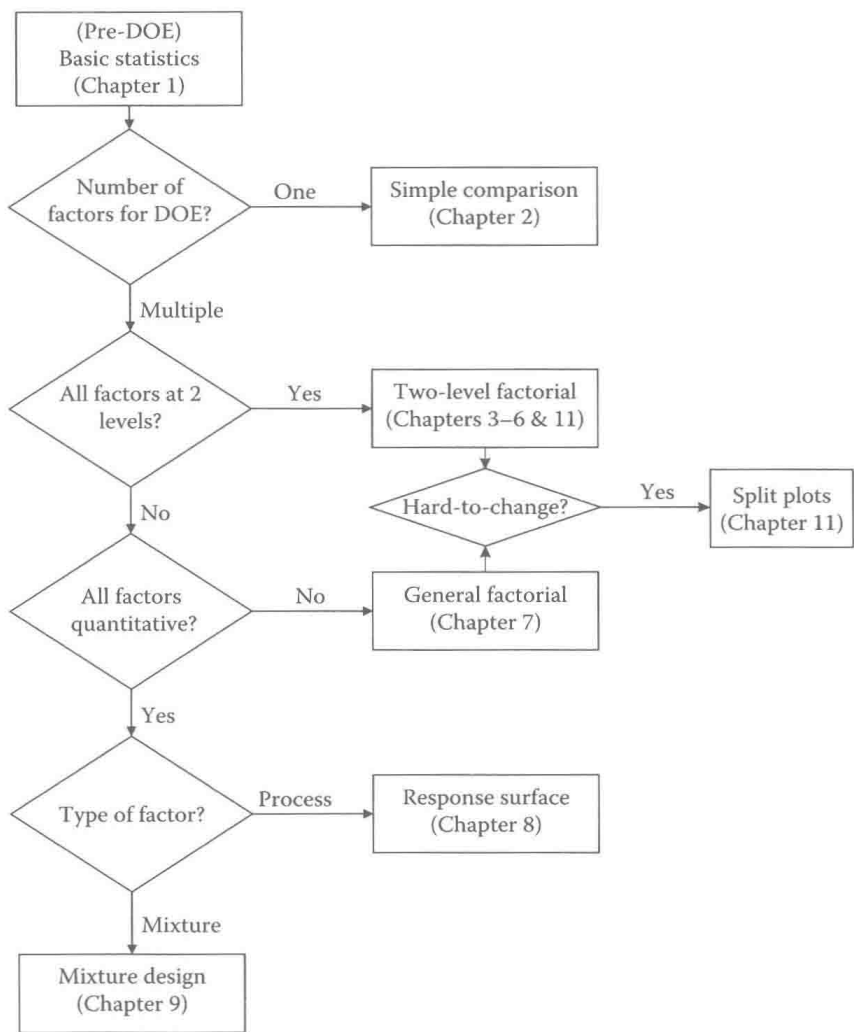 (Pre-DOE)
Basic statistics
(Chapter 1)
Number of
factors for DOE?
One
Simple comparison
(Chapter 2)
Multiple
All factors at 2
levels?
Yes
Two-level factorial
(Chapters 3–6 & 11)
Hard-to-change?
Yes
Split plots
(Chapter 11)
No
All factors
quantitative?
No
General factorial
(Chapter 7)
Yes
Type of factor?
Process
Response surface
(Chapter 8)
Mixture
Mixture design
(Chapter 9)